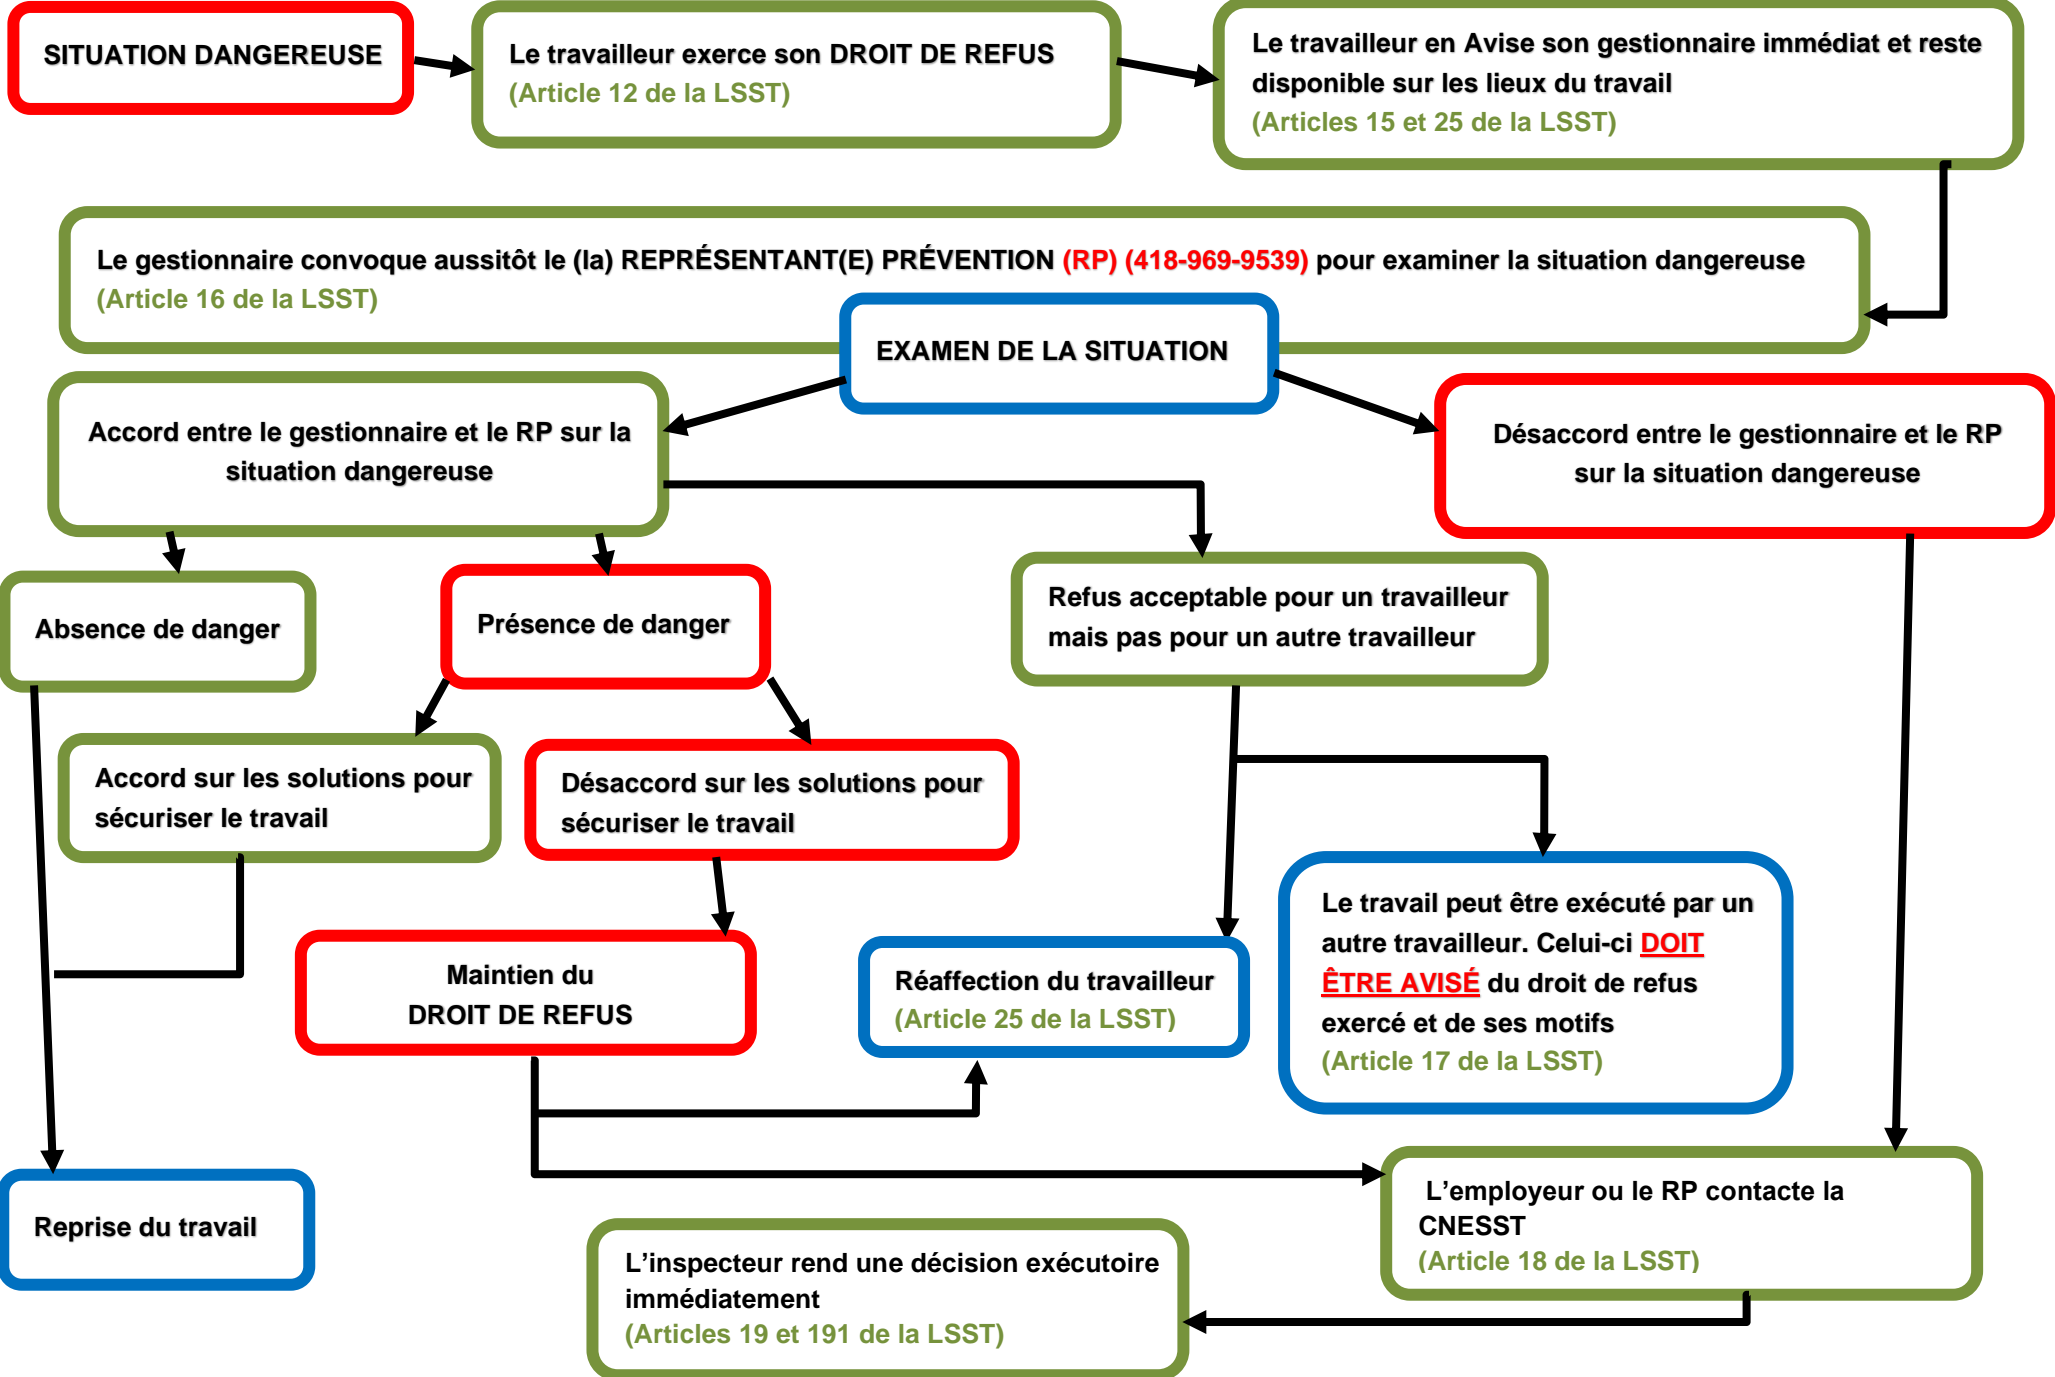 SITUATION DANGEREUSE
Le travailleur exerce son DROIT DE REFUS
(Article 12 de la LSST)
Le travailleur en Avise son gestionnaire immédiat et reste
disponible sur les lieux du travail
(Articles 15 et 25 de la LSST)
Le gestionnaire convoque aussitôt le (la) REPRÉSENTANT(E) PRÉVENTION (RP) (418-969-9539) pour examiner la situation dangereuse
(Article 16 de la LSST)
EXAMEN DE LA SITUATION
Accord entre le gestionnaire et le RP sur la
situation dangereuse
Désaccord entre le gestionnaire et le RP
sur la situation dangereuse
Absence de danger
Présence de danger
Refus acceptable pour un travailleur
mais pas pour un autre travailleur
Accord sur les solutions pour
sécuriser le travail
Désaccord sur les solutions pour
sécuriser le travail
Maintien du
DROIT DE REFUS
Réaffection du travailleur
(Article 25 de la LSST)
Le travail peut être exécuté par un
autre travailleur. Celui-ci DOIT
ÊTRE AVISÉ du droit de refus
exercé et de ses motifs
(Article 17 de la LSST)
Reprise du travail
L'inspecteur rend une décision exécutoire
immédiatement
(Articles 19 et 191 de la LSST)
L'employeur ou le RP contacte la
CNESST
(Article 18 de la LSST)